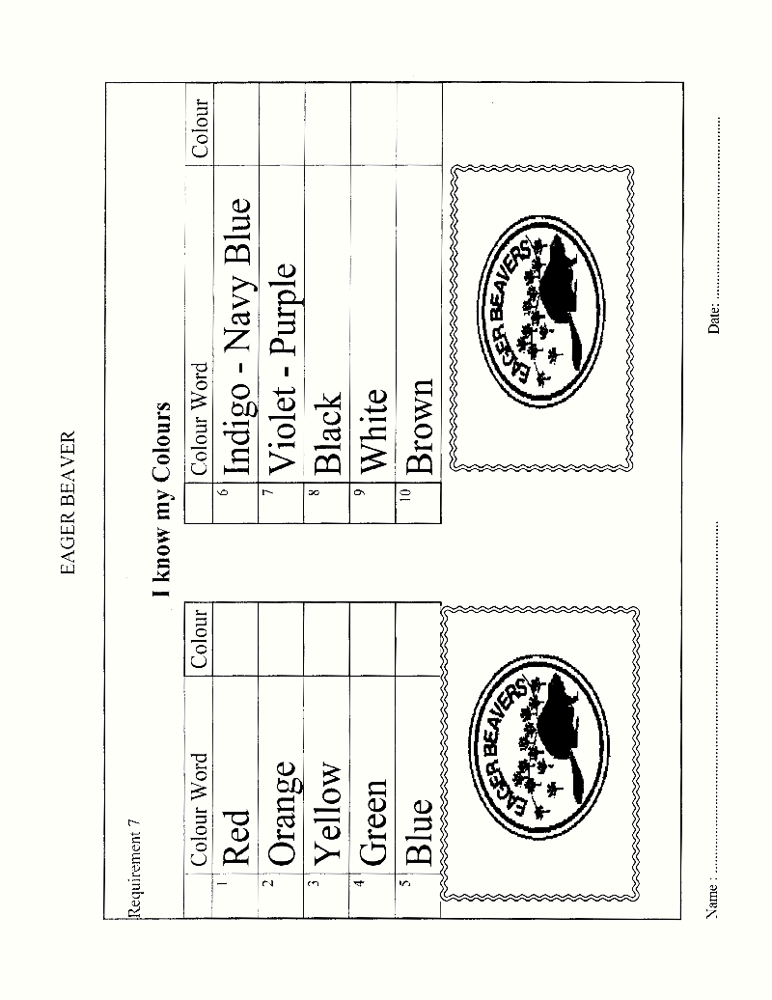 EAGER BEAVER
Requirement 7
I know my Colours
Colour Word Colour
1 Red
2 Orange
3 Yellow
4 Green
5 Blue
Colour Word Colour
6 Indigo - Navy Blue
7 Violet - Purple
8 Black
9 White
10 Brown
EAGER BEAVERS
EAGER BEAVERS
Name : ..........................................................................
Date: ....................................